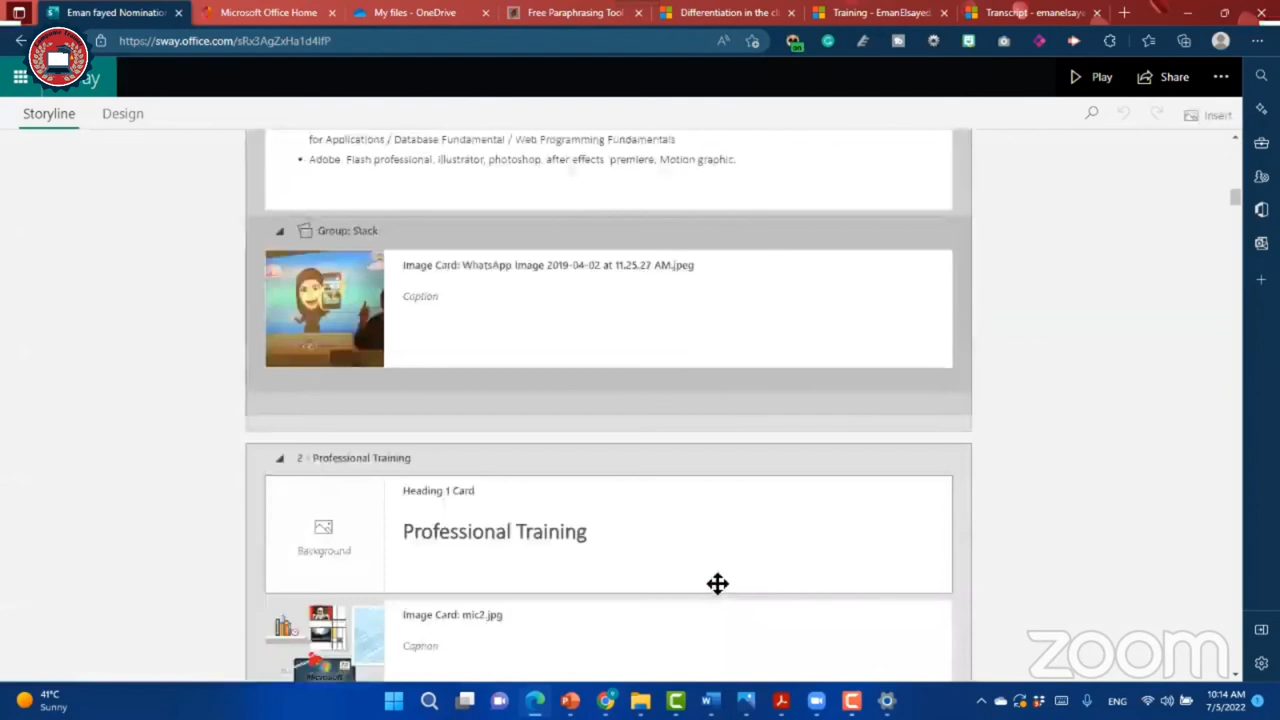 Eman fayed Nomination
Microsoft Office Home
My files - OneDrive
Free Paraphrasing Tool
Differentiation in the cl
Training - EmanElsayed
Transcript - emanelsaye
https://sway.office.com/sRx3AgZxHa1d4IfP
ay
Play
Share
Storyline
Design
Insert
for Applications / Database Fundamental / Web Programming Fundamentals
• Adobe Flash professional, illustrator, photoshop, after effects premiere, Motion graphic.
Group: Stack
Image Card: WhatsApp Image 2019-04-02 at 11.25.27 AM.jpeg
Caption
2 - Professional Training
Heading 1 Card
Professional Training
Background
Image Card: mic2.jpg
Caption
Microsoft
zoom
41°C
Sunny
ENG
10:14 AM
7/5/2022